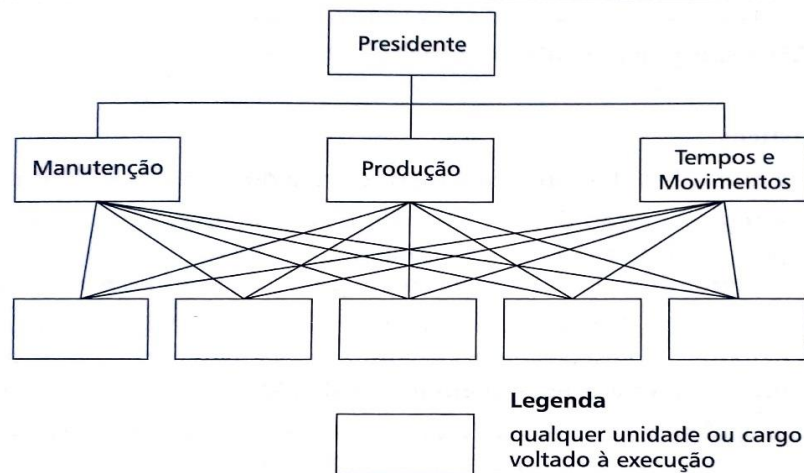 Presidente
Manutenção
Produção
Tempos e
Movimentos
Legenda
qualquer unidade ou cargo
voltado à execução